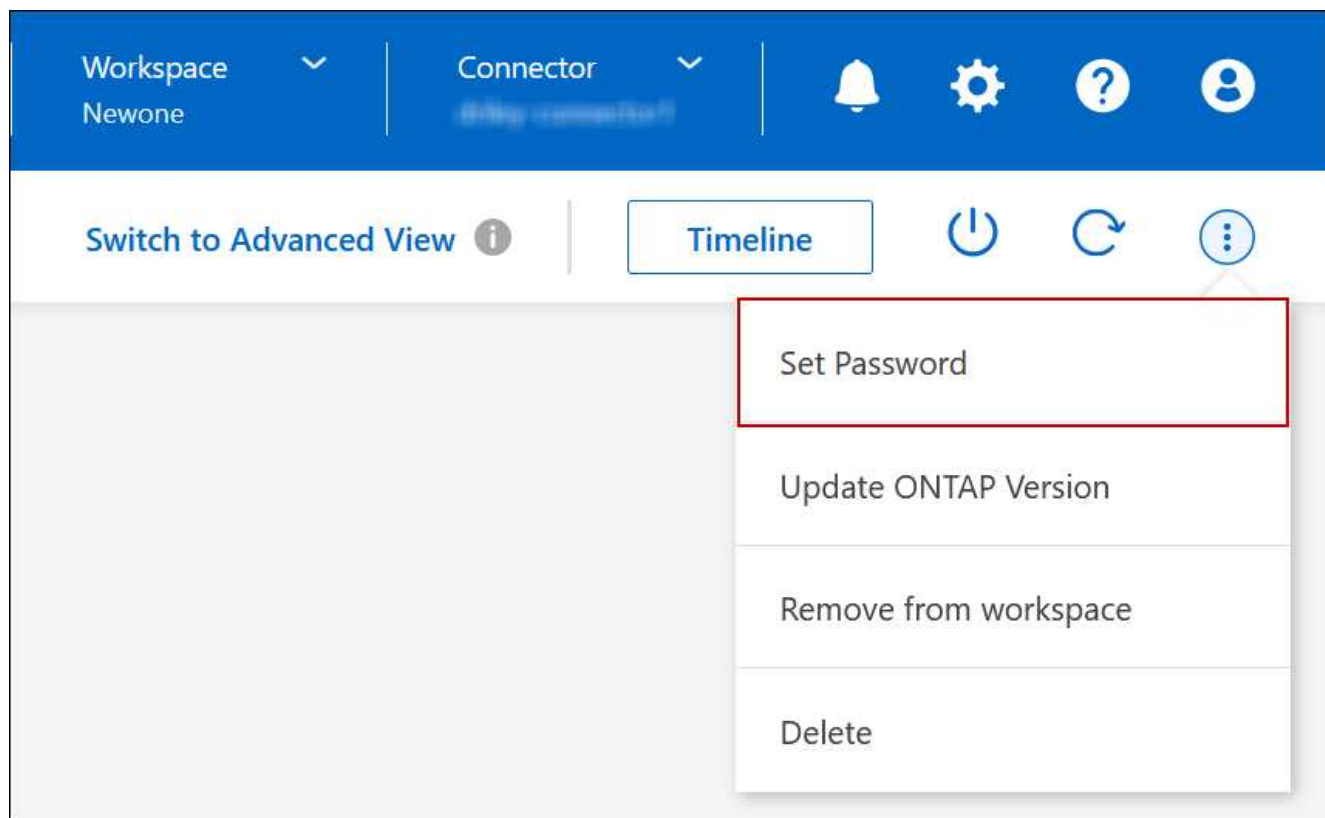 Workspace
Newone
Connector
Switch to Advanced View
Timeline
Set Password
Update ONTAP Version
Remove from workspace
Delete